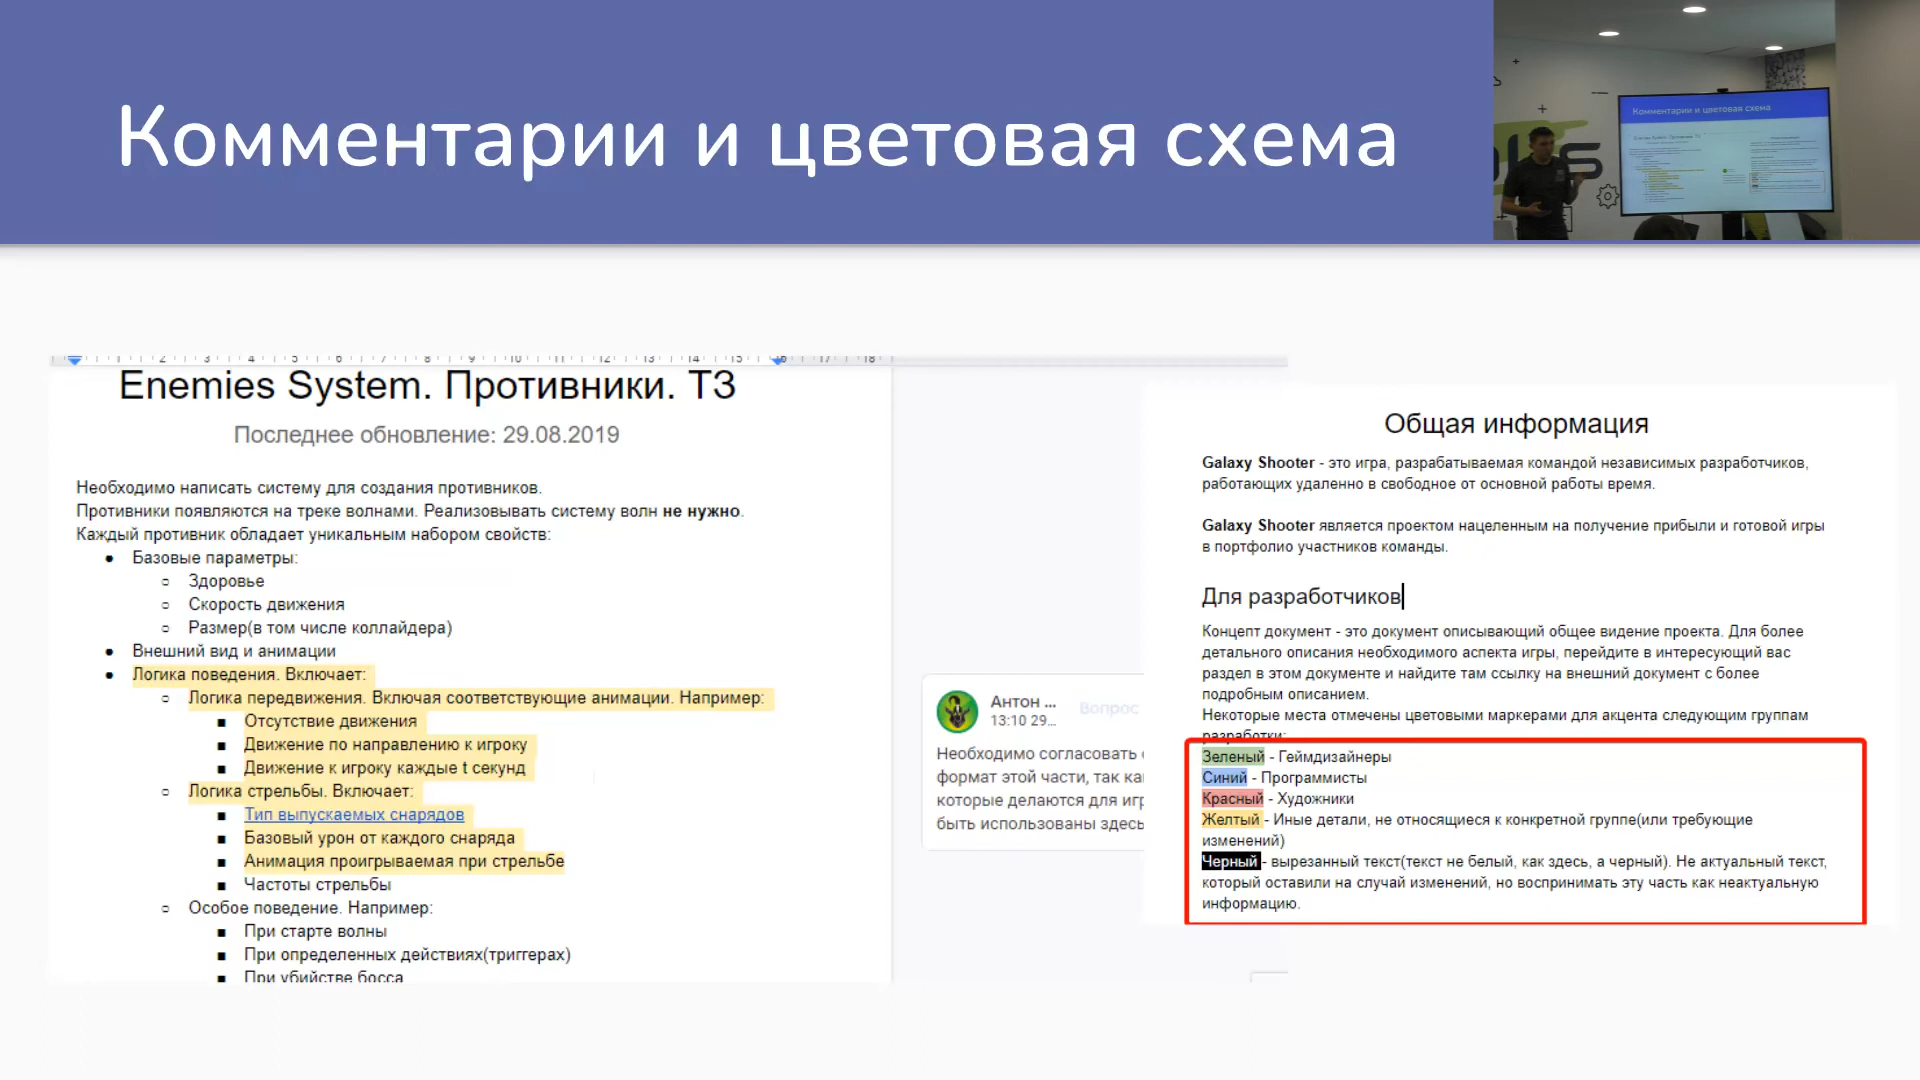 Комментарии и цветовая схема
Комментарии и цветовая схема
Enemies System. Противники. ТЗ
Последнее обновление: 29.08.2019
Необходимо написать систему для создания противников.
Противники появляются на треке волнами. Реализовывать систему волн не нужно.
Каждый противник обладает уникальным набором свойств:
Базовые параметры:
Здоровье
Скорость движения
Размер(в том числе коллайдера)
Внешний вид и анимации
Логика поведения. Включает:
Логика передвижения. Включая соответствующие анимации. Например:
Отсутствие движения
Движение по направлению к игроку
Движение к игроку каждые t секунд
Логика стрельбы. Включает:
Тип выпускаемых снарядов
Базовый урон от каждого снаряда
Анимация проигрываемая при стрельбе
Частоты стрельбы
Особое поведение. Например:
При старте волны
При определенных действиях(триггерах)
При убийстве босса
Антон ...
Вопрос
13:10 29...
Необходимо согласовать
формат этой части, так
которые делаются для
быть использованы здесь
Общая информация
Galaxy Shooter - это игра, разрабатываемая командой независимых разработчиков,
работающих удаленно в свободное от основной работы время.
Galaxy Shooter является проектом нацеленным на получение прибыли и готовой игры
в портфолио участников команды.
Для разработчиков
Концепт документ - это документ описывающий общее видение проекта. Для более
детального описания необходимого аспекта игры, перейдите в интересующий вас
раздел в этом документе и найдите там ссылку на внешний документ с более
подробным описанием.
Некоторые места отмечены цветовыми маркерами для акцента следующим группам
разработки:
Зеленый - Геймдизайнеры
Синий - Программисты
Красный - Художники
Желтый - Иные детали, не относящиеся к конкретной группе(или требующие
изменений)
Черный - вырезанный текст(текст не белый, как здесь, а черный). Не актуальный текст,
который оставили на случай изменений, но воспринимать эту часть как неактуальную
информацию.